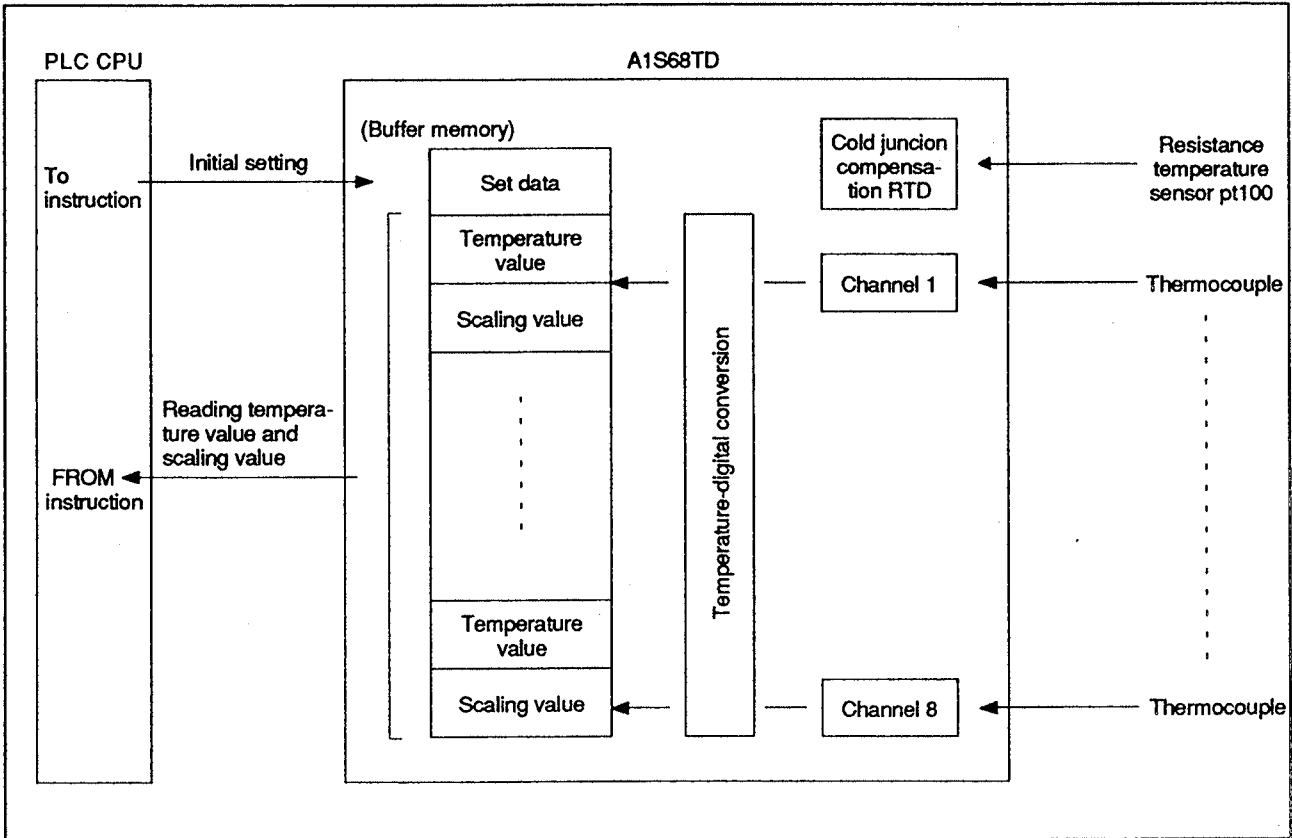 PLC CPU
A1S68TD
(Buffer memory)
To
instruction
Initial setting
Set data
Cold juncion
compensa-
tion RTD
Resistance
temperature
sensor pt100
Temperature
value
Scaling value
Channel 1
Thermocouple
Temperature-digital conversion
Reading tempera-
ture value and
scaling value
FROM
instruction
Temperature
value
Scaling value
Channel 8
Thermocouple